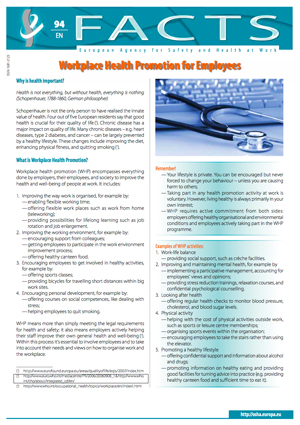 94
EN
FACTS
European Agency for Safety and Health at Work
Workplace Health Promotion for Employees
Why is health important?
Health is not everything, but without health, everything is nothing
(Schopenhauer, 1788-1860, German philosopher)
Schopenhauer is not the only person to have realised the innate
value of health. Four out of five European residents say that good
health is crucial for their quality of life (¹). Chronic disease has a
major impact on quality of life. Many chronic diseases – e.g. heart
diseases, type 2 diabetes, and cancer – can be largely prevented
by a healthy lifestyle. These changes include improving the diet,
enhancing physical fitness, and quitting smoking (²).
What is Workplace Health Promotion?
Workplace health promotion (WHP) encompasses everything
done by employers, their employees, and society to improve the
health and well-being of people at work. It includes:
1. Improving the way work is organised, for example by:
— enabling flexible working time;
— offering flexible work places such as work from home
(teleworking);
— providing possibilities for lifelong learning such as job
rotation and job enlargement.
2. Improving the working environment, for example by:
— encouraging support from colleagues;
— getting employees to participate in the work environment
improvement process;
— offering healthy canteen food.
3. Encouraging employees to get involved in healthy activities,
for example by:
— offering sports classes;
— providing bicycles for travelling short distances within big
work sites.
4. Encouraging personal development, for example by:
— offering courses on social competences, like dealing with
stress;
— helping employees to quit smoking.
WHP means more than simply meeting the legal requirements
for health and safety. It also means employers actively helping
their staff improve their own general health and well-being (³).
Within this process it's essential to involve employees and to take
into account their needs and views on how to organise work and
the workplace.
Remember
— Your lifestyle is private. You can be encouraged but never
forced to change your behaviour – unless you are causing
harm to others;
— Taking part in any health promotion activity at work is
voluntary. However, living healthy is always primarily in your
own interest;
— WHP requires active commitment from both sides:
employers offering healthy organisational and environmental
conditions and employees actively taking part in the WHP
programme.
Examples of WHP activities
1. Work-life balance
— providing social support, such as crèche facilities.
2. Improving and maintaining mental health, for example by
— implementing a participative management, accounting for
employees' views and opinions;
— providing stress reduction training, relaxation courses, and
confidential psychological counselling.
3. Looking after health
— offering regular health checks to monitor blood pressure,
cholesterol and blood sugar levels.
4. Physical activity
— helping with the cost of physical activities outside work,
such as sports or leisure centre memberships;
— organising sports events within the organisation;
— encouraging employees to take the stairs rather than using
the elevator.
5. Promoting a healthy lifestyle
— offering confidential support and information about alcohol
and drugs;
— promoting information on healthy eating and providing
good facilities for turning advice into practice (e.g. providing
healthy canteen food and sufficient time to eat it).
http://osha.europa.eu